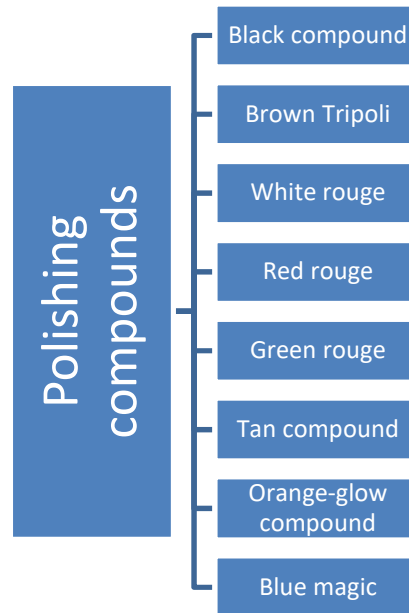 Polishing
compounds
Black compound
Brown Tripoli
White rouge
Red rouge
Green rouge
Tan compound
Orange-glow
compound
Blue magic